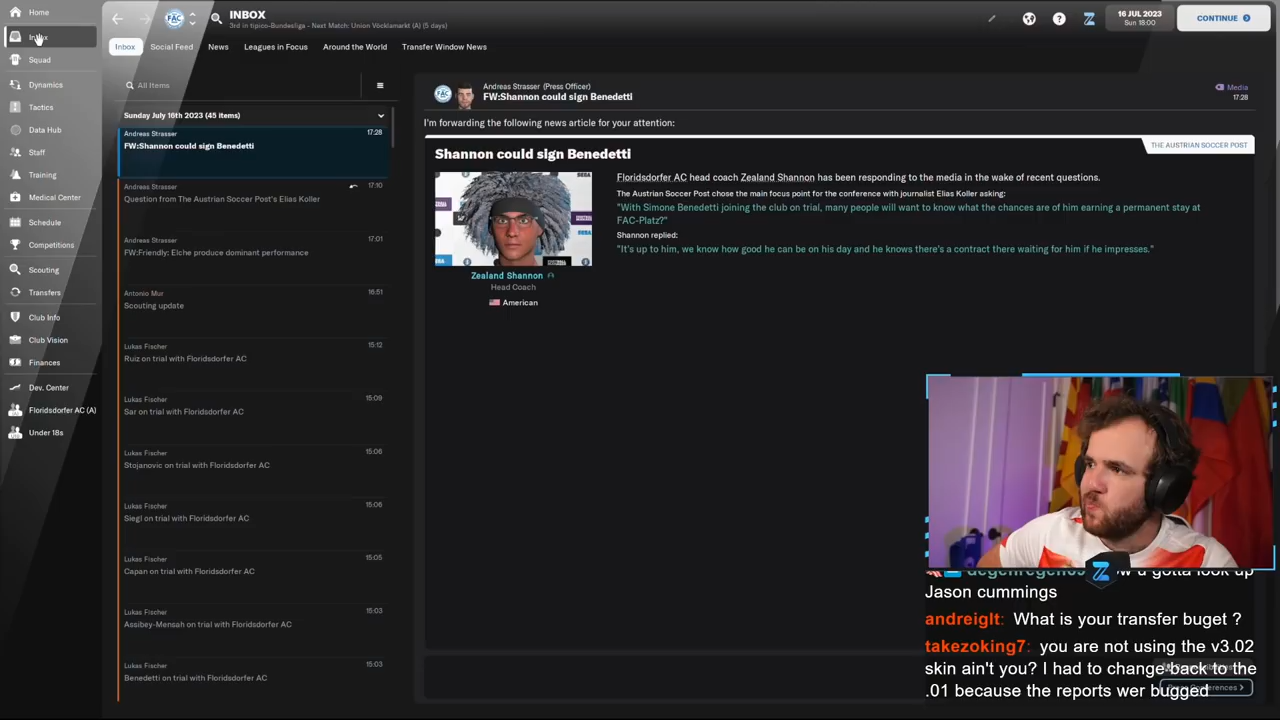 Home
INBOX
3rd in tipico-Bundesliga - Next Match: Union Vöcklamarkt (A) (5 days)
16 JUL 2023
Sun 18:00
CONTINUE
Inbox
Squad
Dynamics
Tactics
Data Hub
Staff
Training
Medical Center
Schedule
Competitions
Scouting
Transfers
Club Info
Club Vision
Finances
Dev. Center
Floridsdorfer AC (A)
Under 18s
Inbox
Social Feed
News
Leagues in Focus
Around the World
Transfer Window News
All Items
Sunday July 16th 2023 (45 items)
Andreas Strasser 17:28
FW:Shannon could sign Benedetti
Andreas Strasser 17:10
Question from The Austrian Soccer Post's Elias Koller
Andreas Strasser 17:01
FW:Friendly: Elche produce dominant performance
Antonio Mur 16:51
Scouting update
Lukas Fischer 15:12
Ruiz on trial with Floridsdorfer AC
Lukas Fischer 15:09
Sar on trial with Floridsdorfer AC
Lukas Fischer 15:06
Stojanovic on trial with Floridsdorfer AC
Lukas Fischer 15:06
Siegl on trial with Floridsdorfer AC
Lukas Fischer 15:05
Capan on trial with Floridsdorfer AC
Lukas Fischer 15:03
Assibey-Mensah on trial with Floridsdorfer AC
Lukas Fischer 15:03
Benedetti on trial with Floridsdorfer AC
Andreas Strasser (Press Officer)
FW:Shannon could sign Benedetti
Media
17:28
I'm forwarding the following news article for your attention:
THE AUSTRIAN SOCCER POST
Shannon could sign Benedetti
Zealand Shannon
Head Coach
American
Floridsdorfer AC head coach Zealand Shannon has been responding to the media in the wake of recent questions.
The Austrian Soccer Post chose the main focus point for the conference with journalist Elias Koller asking:
"With Simone Benedetti joining the club on trial, many people will want to know what the chances are of him earning a permanent stay at
FAC-Platz?"
Shannon replied:
"It's up to him, we know how good he can be on his day and he knows there's a contract there waiting for him if he impresses."
gotta look up
Jason cummings
andreiglt: What is your transfer buget ?
takezoking7: you are not using the v3.02
skin ain't you? I had to change back to the
.01 because the reports wer bugged